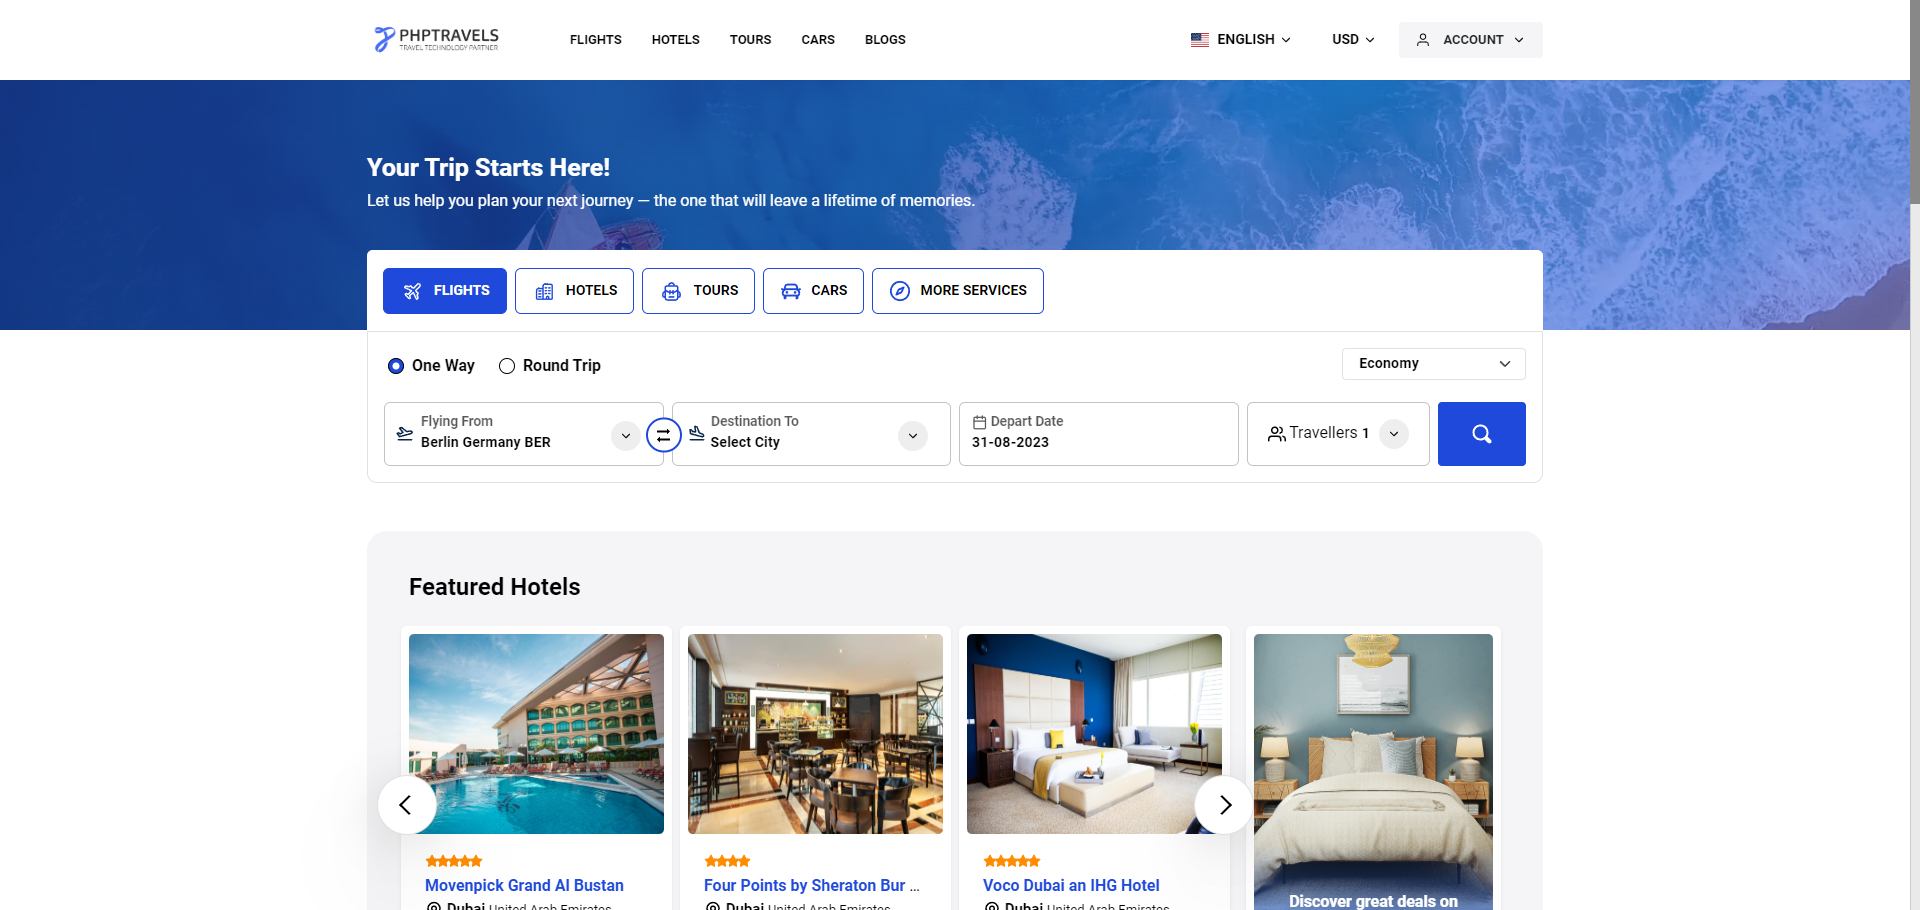 PHPTRAVELS
TRAVEL TECHNOLOGY PARTNER
FLIGHTS HOTELS TOURS CARS BLOGS
ENGLISH USD ACCOUNT
Your Trip Starts Here!
Let us help you plan your next journey — the one that will leave a lifetime of memories.
FLIGHTS HOTELS TOURS CARS MORE SERVICES
One Way Round Trip Economy
Flying From
Berlin Germany BER
Destination To
Select City
Depart Date
31-08-2023
Travellers 1
Featured Hotels
Movenpick Grand Al Bustan
Dubai United Arab Emirates
Four Points by Sheraton Bur ...
Dubai United Arab Emirates
Voco Dubai an IHG Hotel
Dubai United Arab Emirates
Discover great deals on